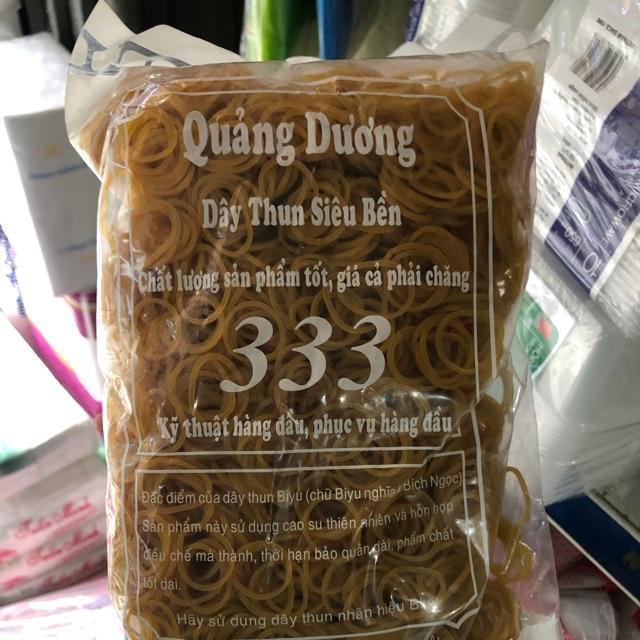 Quảng Dương
Dây Thun Siêu Bền
Chất lượng sản phẩm tốt, giá cả phải chăng
333
Kỹ thuật hàng đầu, phục vụ hàng đầu
Đặc điểm của dây thun Biyu (chữ Biyu nghĩa Bích Ngọc)
Sản phẩm này sử dụng cao su thiên nhiên và hỗn hợp
điều chế mà thành, thời hạn bảo quản dài, phẩm chất
tốt dai.
Hãy sử dụng dây thun nhãn hiệu